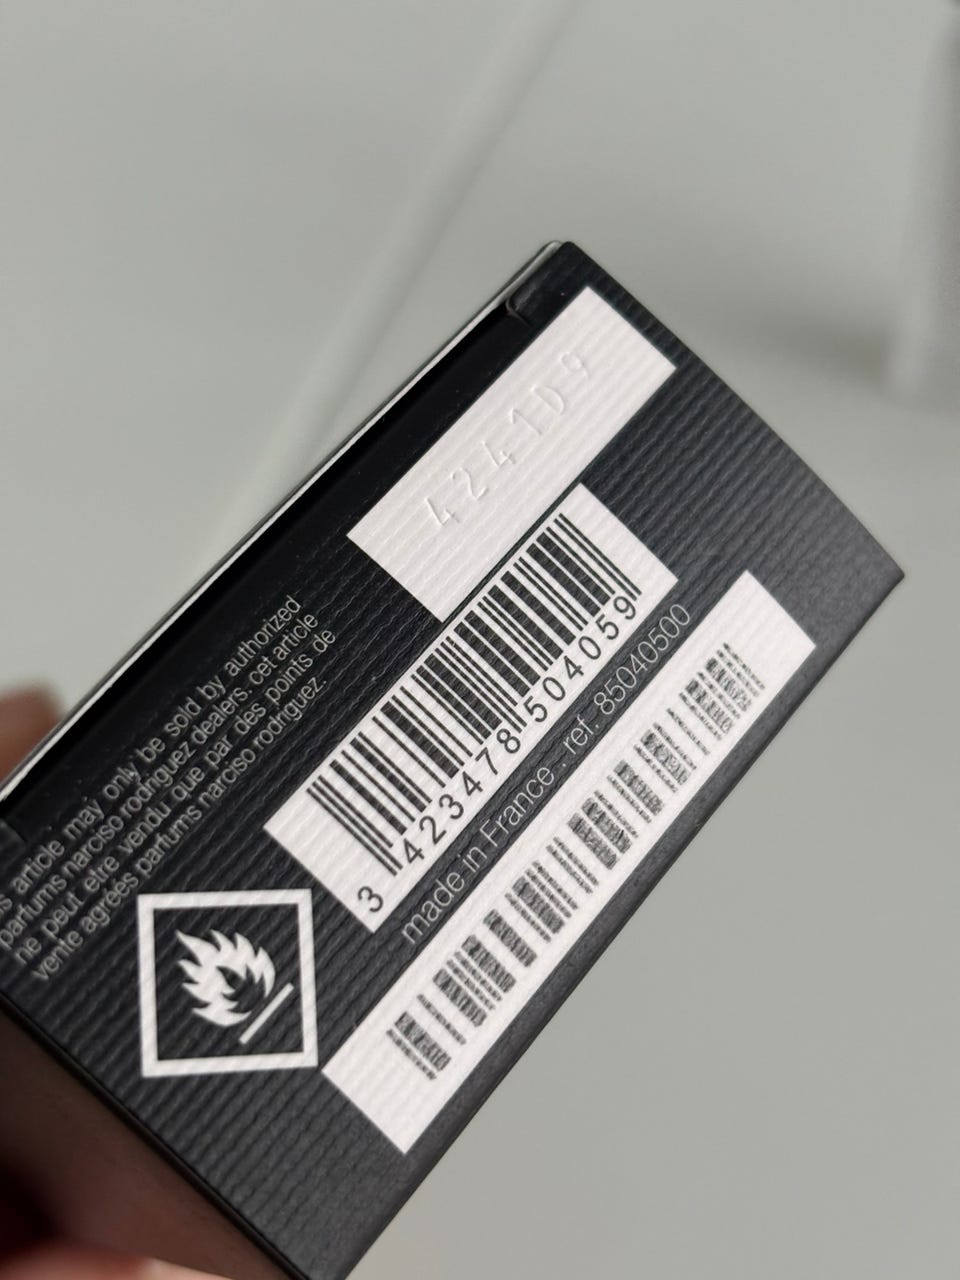 4241D9
3 423478 504059
made in France . ref. 85040500
article may only be sold by authorized
parfums narciso rodriguez dealers. cet article
ne peut être vendu que par des points de
vente agréés parfums narciso rodriguez.